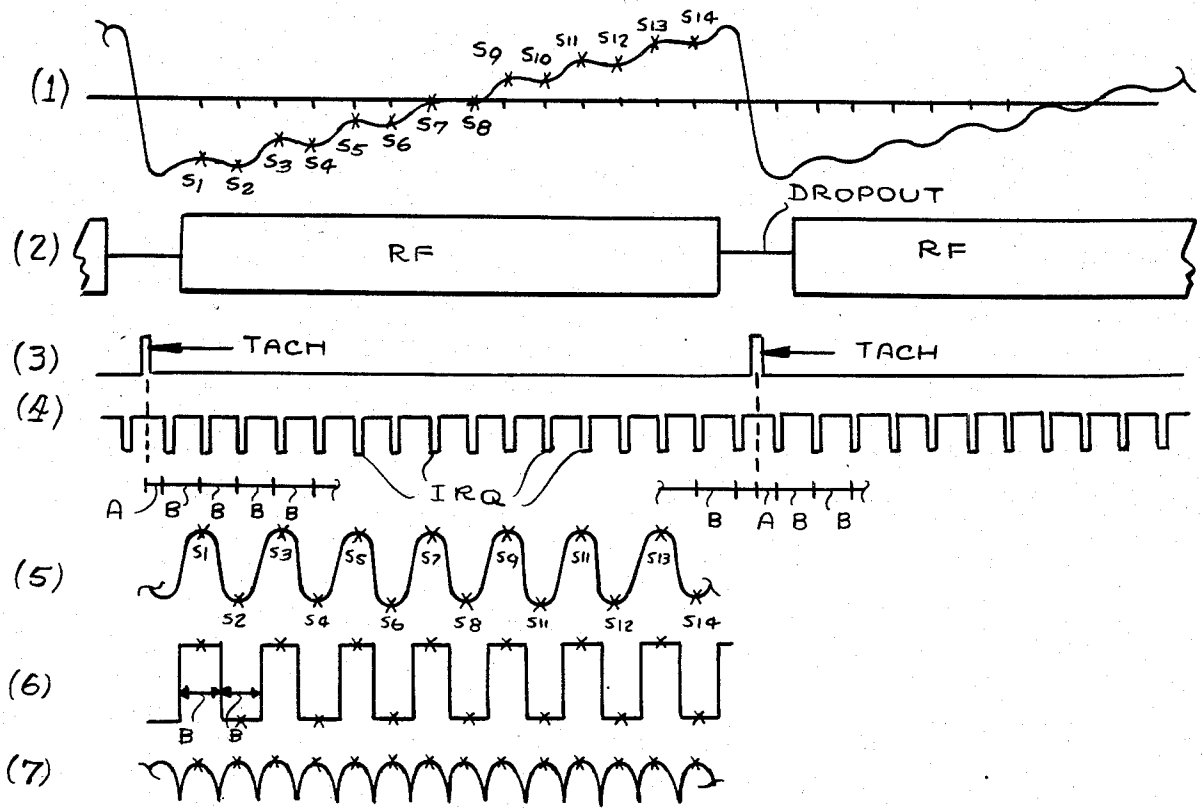 (1)
S1 S2 S3 S4 S5 S6 S7 S8 S9 S10 S11 S12 S13 S14
DROPOUT
(2) RF RF
(3) TACH TACH
(4)
IRQ
A B B B B B A B B
(5)
S1 S3 S5 S7 S9 S11 S13
S2 S4 S6 S8 S11 S12 S14
(6)
B B
(7)